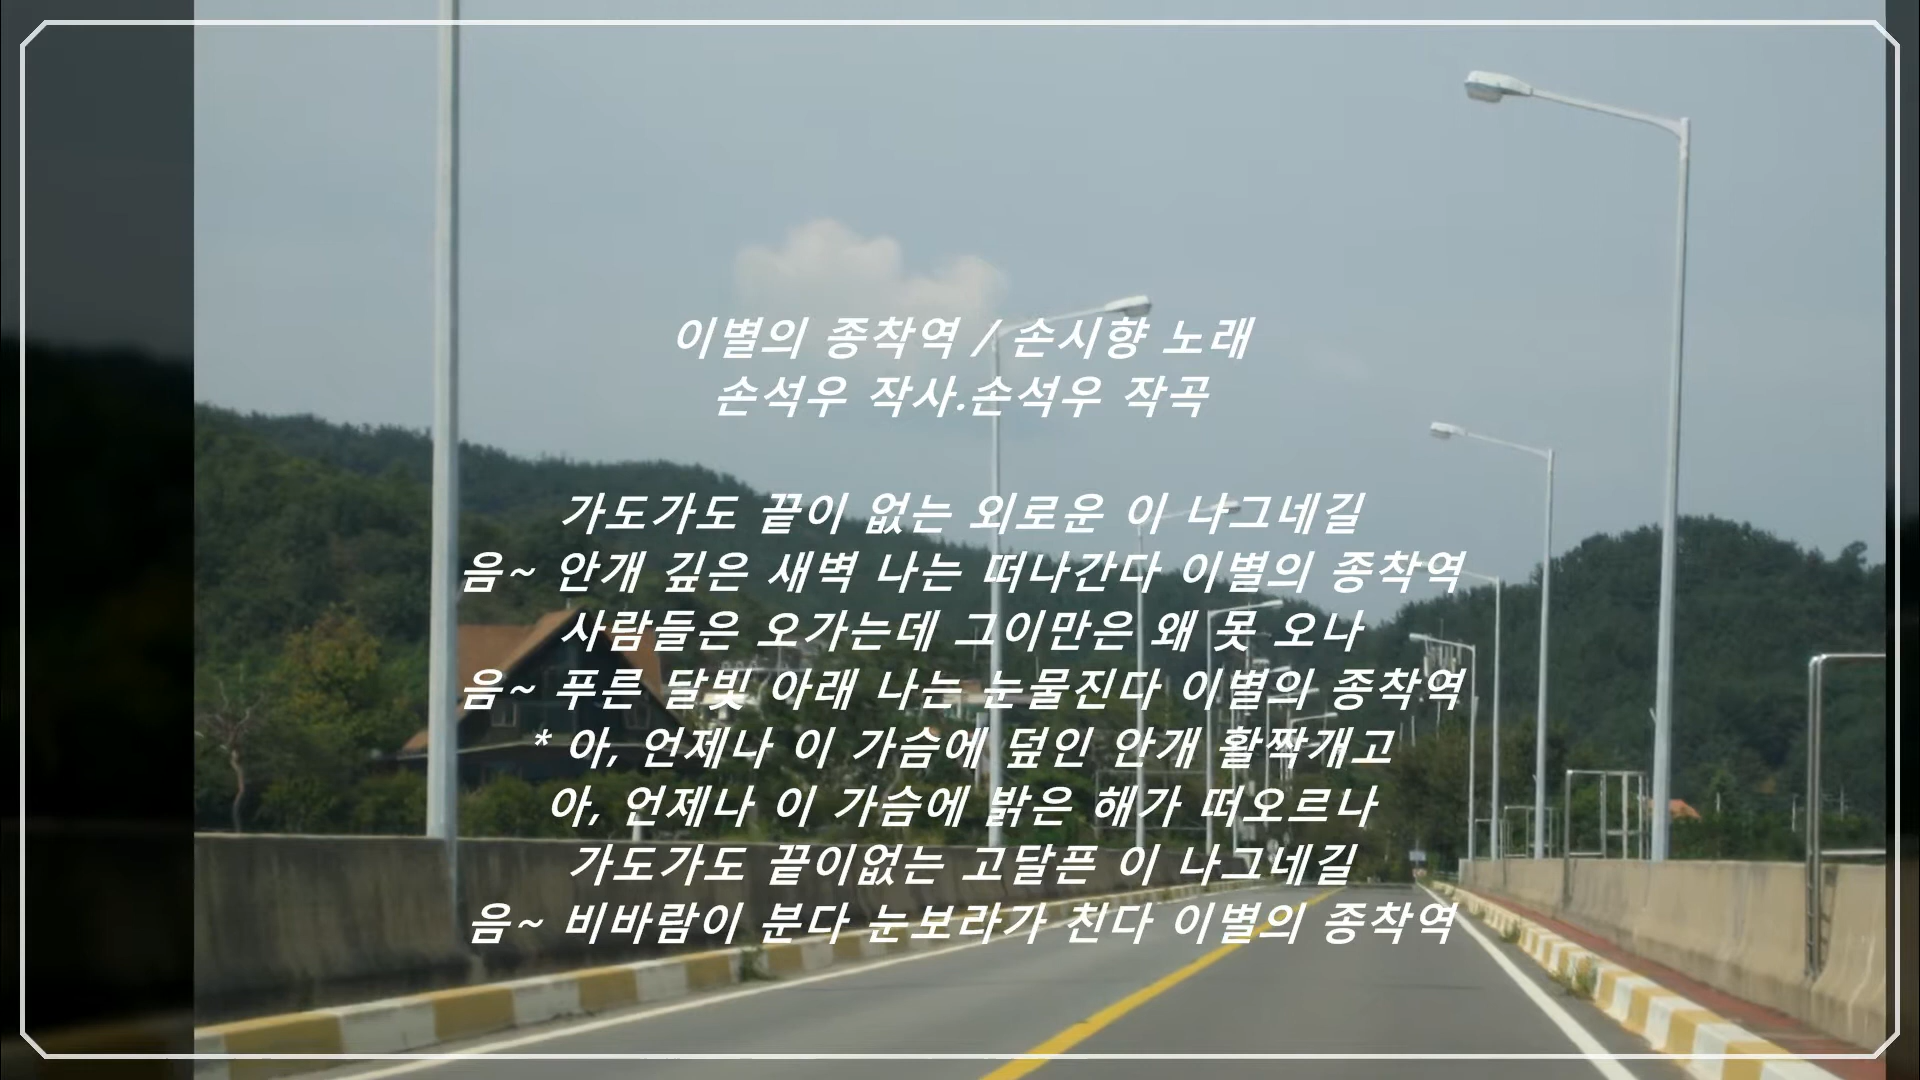 이별의 종착역 / 손시향 노래
손석우 작사.손석우 작곡
가도가도 끝이 없는 외로운 이 나그네길
음~ 안개 깊은 새벽 나는 떠나간다 이별의 종착역
사람들은 오가는데 그이만은 왜 못 오나
음~ 푸른 달빛 아래 나는 눈물진다 이별의 종착역
* 아, 언제나 이 가슴에 덮인 안개 활짝개고
아, 언제나 이 가슴에 밝은 해가 떠오르나
가도가도 끝이없는 고달픈 이 나그네길
음~ 비바람이 분다 눈보라가 친다 이별의 종착역